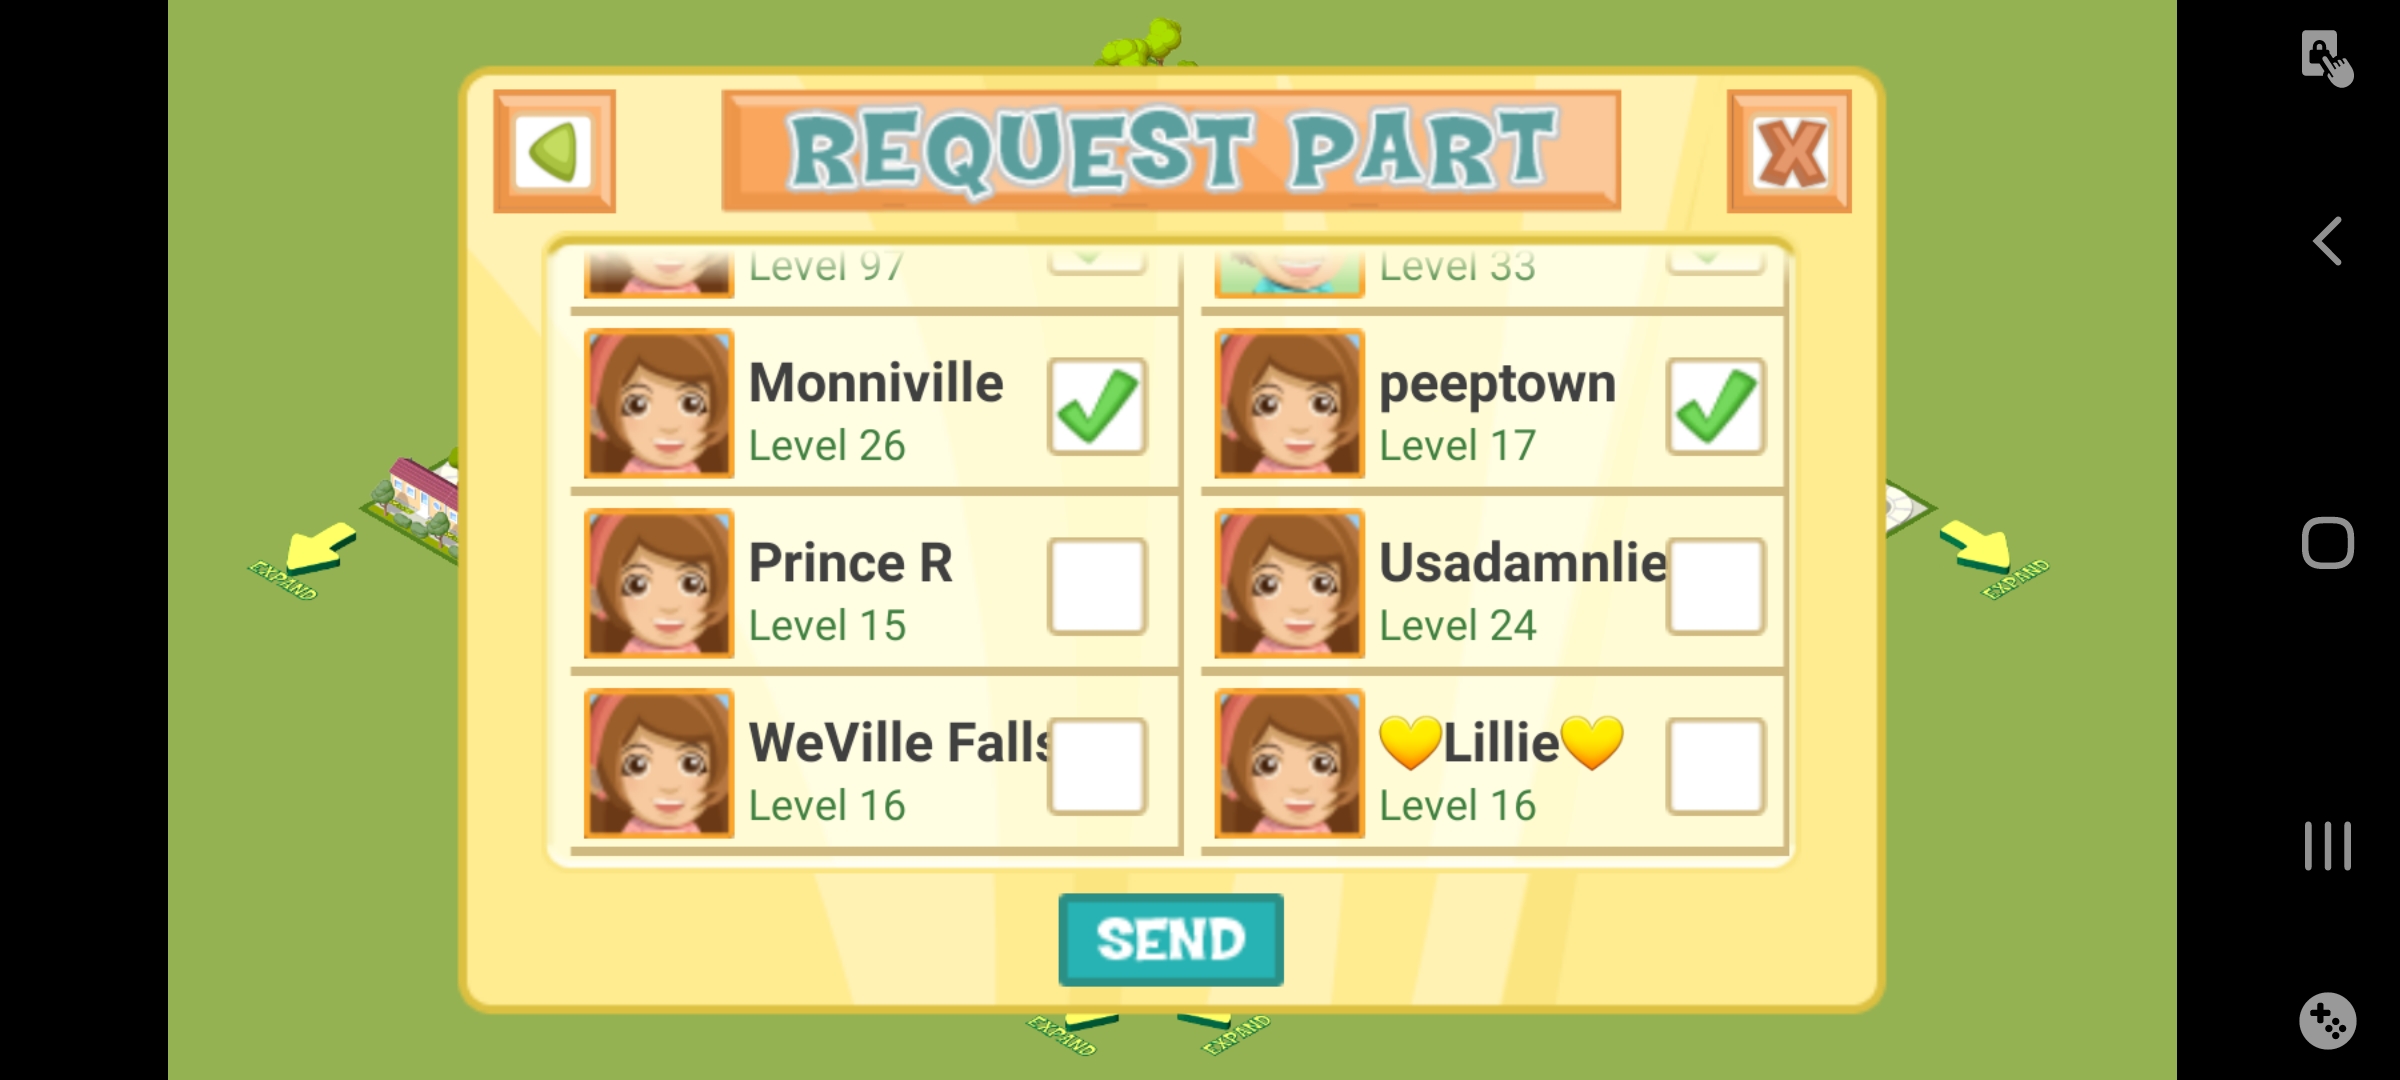 REQUEST PART
Level 97
Level 33
Monniville
Level 26
peeptown
Level 17
Prince R
Level 15
Usadamnlie
Level 24
WeVille Falls
Level 16
💛Lillie💛
Level 16
SEND
EXPAND
EXPAND
EXPAND
EXPAND